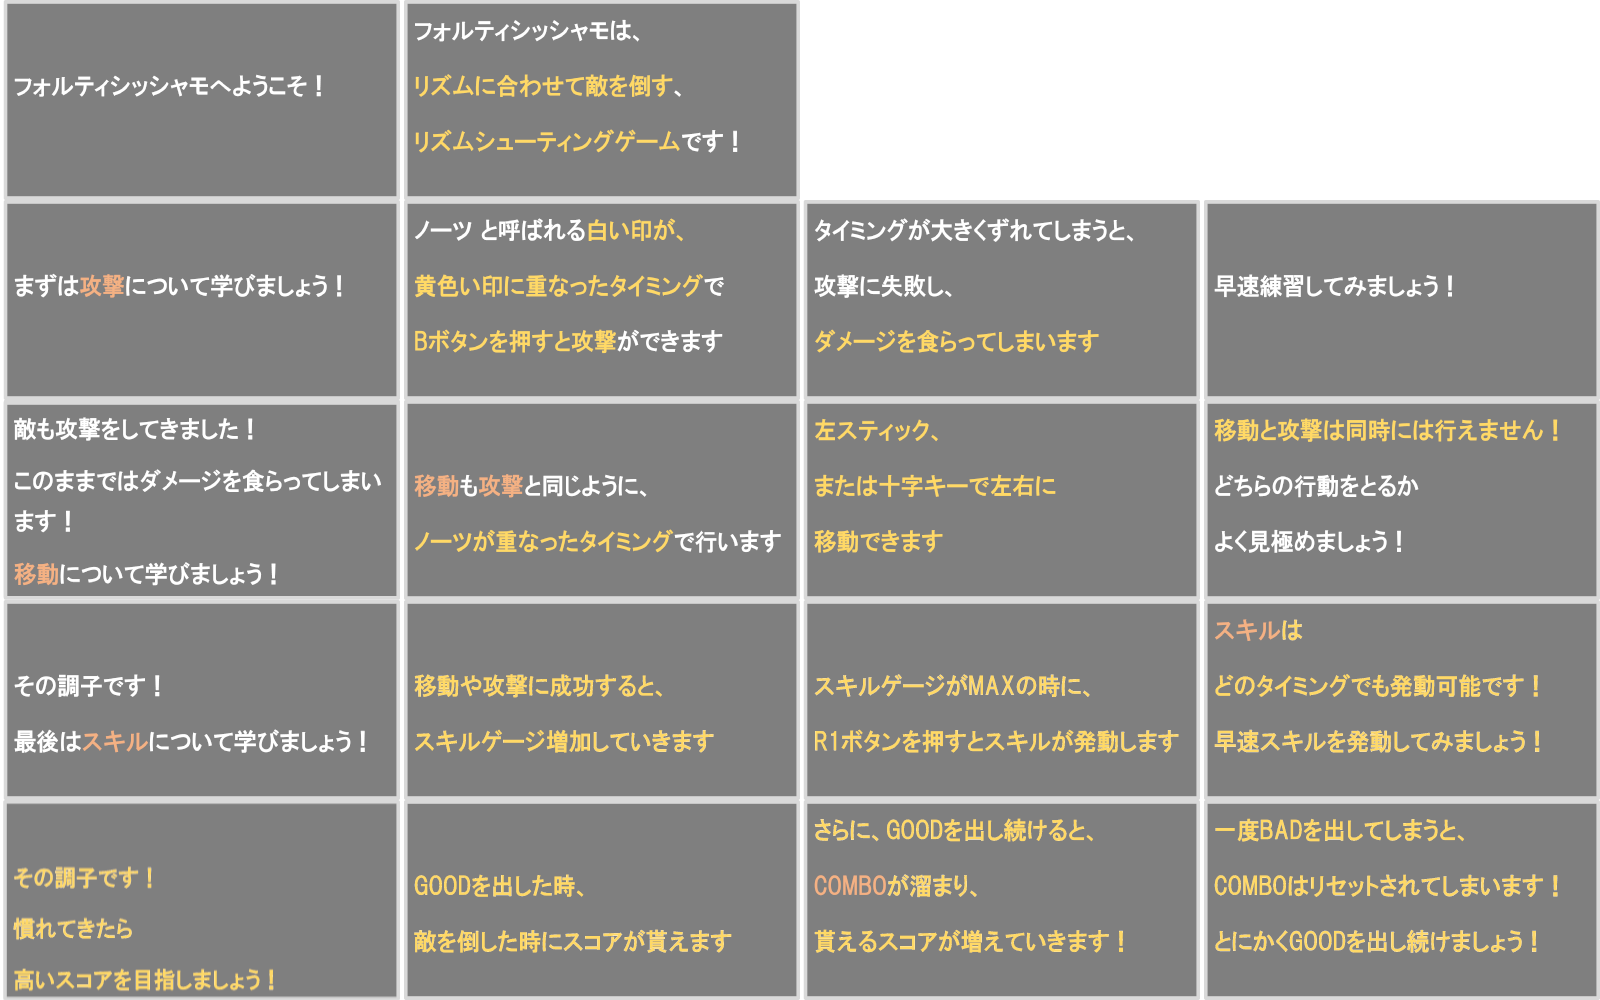 フォルティシッシャモへようこそ！
フォルティシッシャモは、
リズムに合わせて敵を倒す、
リズムシューティングゲームです！
まずは攻撃について学びましょう！
ノーツ と呼ばれる白い印が、
黄色い印に重なったタイミングで
Bボタンを押すと攻撃ができます
タイミングが大きくずれてしまうと、
攻撃に失敗し、
ダメージを食らってしまいます
早速練習してみましょう！
敵も攻撃をしてきました！
このままではダメージを食らってしまい
ます！
移動について学びましょう！
移動も攻撃と同じように、
ノーツが重なったタイミングで行います
左スティック、
または十字キーで左右に
移動できます
移動と攻撃は同時には行えません！
どちらの行動をとるか
よく見極めましょう！
その調子です！
最後はスキルについて学びましょう！
移動や攻撃に成功すると、
スキルゲージ増加していきます
スキルゲージがMAXの時に、
R1ボタンを押すとスキルが発動します
スキルは
どのタイミングでも発動可能です！
早速スキルを発動してみましょう！
その調子です！
慣れてきたら
高いスコアを目指しましょう！
GOODを出した時、
敵を倒した時にスコアが貰えます
さらに、GOODを出し続けると、
COMBOが溜まり、
貰えるスコアが増えていきます！
一度BADを出してしまうと、
COMBOはリセットされてしまいます！
とにかくGOODを出し続けましょう！